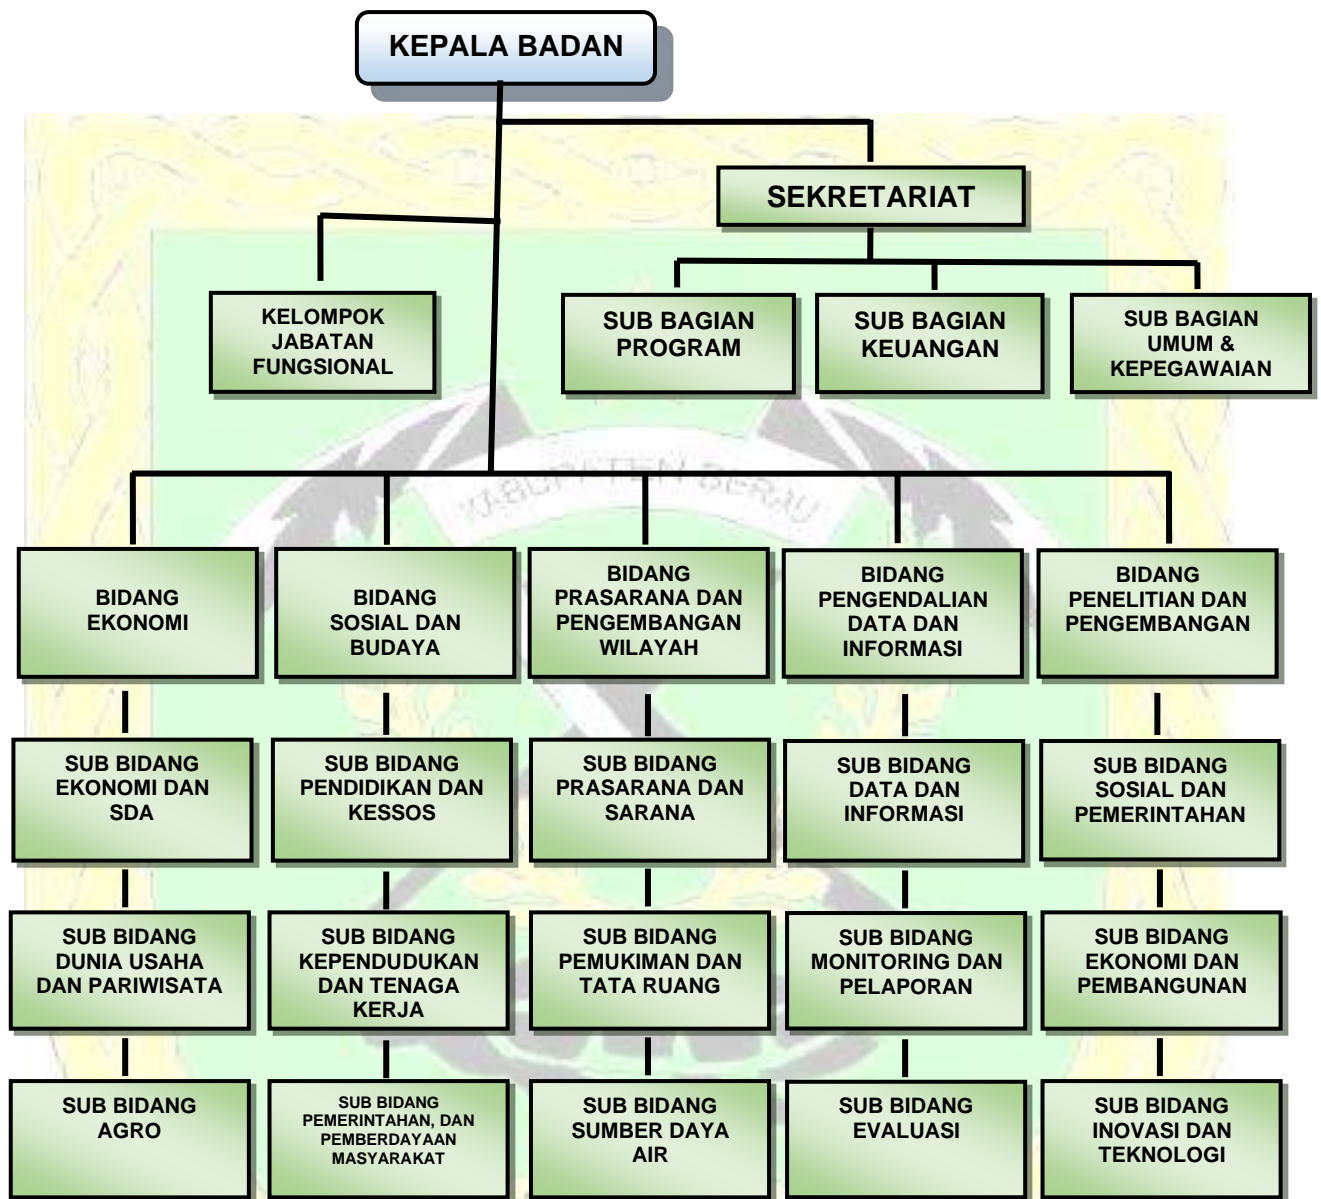 KEPALA BADAN
SEKRETARIAT
KELOMPOK
JABATAN
FUNGSIONAL
SUB BAGIAN
PROGRAM
SUB BAGIAN
KEUANGAN
SUB BAGIAN
UMUM &
KEPEGAWAIAN
KABUPATEN BERAU
BIDANG
EKONOMI
BIDANG
SOSIAL DAN
BUDAYA
BIDANG
PRASARANA DAN
PENGEMBANGAN
WILAYAH
BIDANG
PENGENDALIAN
DATA DAN
INFORMASI
BIDANG
PENELITIAN DAN
PENGEMBANGAN
SUB BIDANG
EKONOMI DAN
SDA
SUB BIDANG
PENDIDIKAN DAN
KESSOS
SUB BIDANG
PRASARANA DAN
SARANA
SUB BIDANG
DATA DAN
INFORMASI
SUB BIDANG
SOSIAL DAN
PEMERINTAHAN
SUB BIDANG
DUNIA USAHA
DAN PARIWISATA
SUB BIDANG
KEPENDUDUKAN
DAN TENAGA
KERJA
SUB BIDANG
PEMUKIMAN DAN
TATA RUANG
SUB BIDANG
MONITORING DAN
PELAPORAN
SUB BIDANG
EKONOMI DAN
PEMBANGUNAN
SUB BIDANG
AGRO
SUB BIDANG
PEMERINTAHAN, DAN
PEMBERDAYAAN
MASYARAKAT
SUB BIDANG
SUMBER DAYA
AIR
SUB BIDANG
EVALUASI
SUB BIDANG
INOVASI DAN
TEKNOLOGI